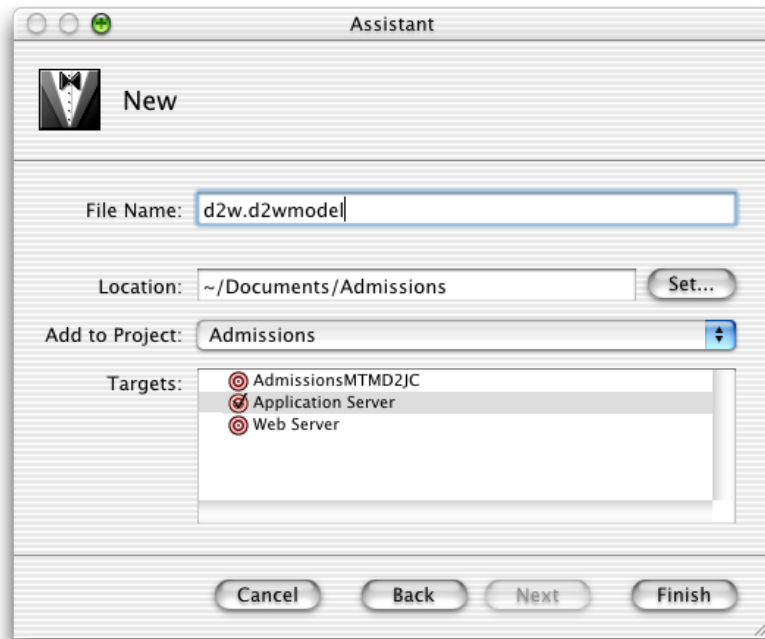 Assistant
New
File Name: d2w.d2wmodel
Location: ~/Documents/Admissions Set...
Add to Project: Admissions
Targets: AdmissionsMTMD2JC
Application Server
Web Server
Cancel Back Next Finish